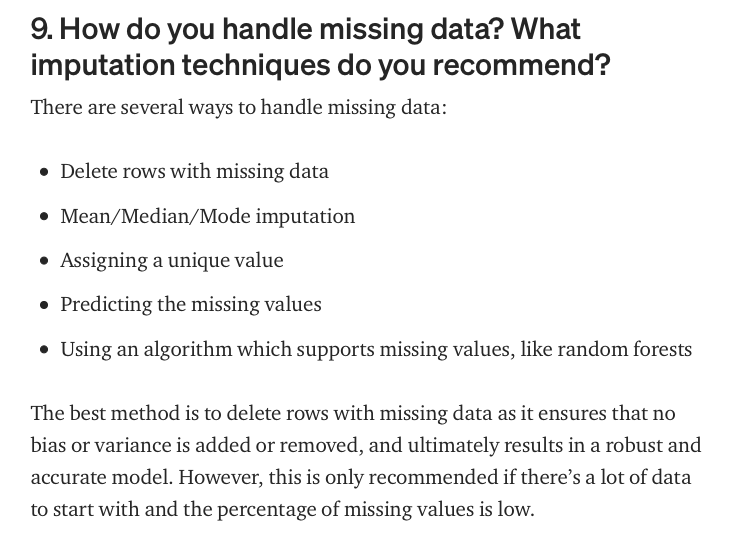 9. How do you handle missing data? What
imputation techniques do you recommend?
There are several ways to handle missing data:
• Delete rows with missing data
• Mean/Median/Mode imputation
• Assigning a unique value
• Predicting the missing values
• Using an algorithm which supports missing values, like random forests
The best method is to delete rows with missing data as it ensures that no
bias or variance is added or removed, and ultimately results in a robust and
accurate model. However, this is only recommended if there’s a lot of data
to start with and the percentage of missing values is low.